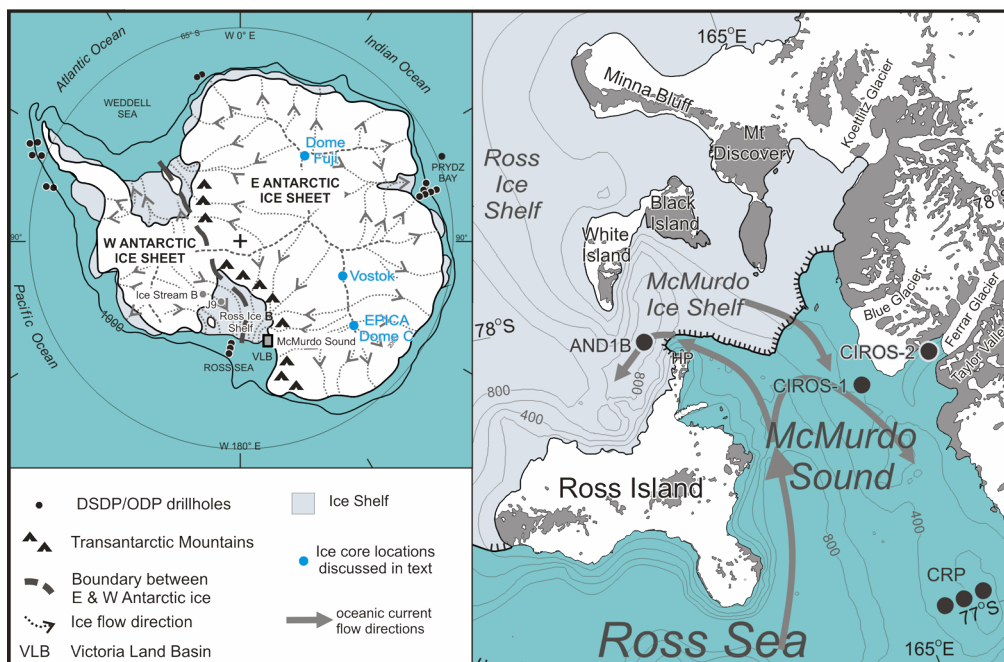 Atlantic Ocean
65° S
W 0° E
Indian Ocean
WEDDELL
SEA
Dome
Fuji
PRYDZ
BAY
E ANTARCTIC
ICE SHEET
90°
W ANTARCTIC
ICE SHEET
90°
Vostok
Ice Stream B
J9
Ross Ice
Shelf
B
EPICA
Dome C
McMurdo Sound
Pacific Ocean
1000
VLB
ROSS SEA
W 180° E
DSDP/ODP drillholes
Ice Shelf
Transantarctic Mountains
Ice core locations
discussed in text
Boundary between
E & W Antarctic ice
Ice flow direction
oceanic current
flow directions
VLB
Victoria Land Basin
165°E
Minna Bluff
Koettlitz Glacier
Mt
Discovery
Ross
Ice
Shelf
78°S
Black
Island
White
Island
McMurdo
Ice Shelf
Blue Glacier
Ferrar Glacier
Taylor Vall.
78°S
AND1B
HP
CIROS-2
CIROS-1
800
800
400
McMurdo
Sound
Ross Island
400
800
CRP
77°S
Ross Sea
165°E